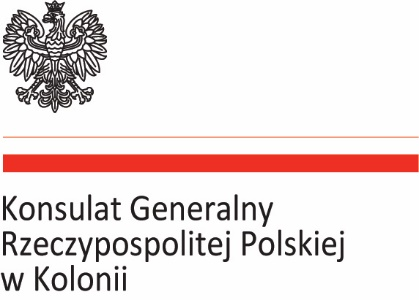 Konsulat Generalny
Rzeczypospolitej Polskiej
w Kolonii